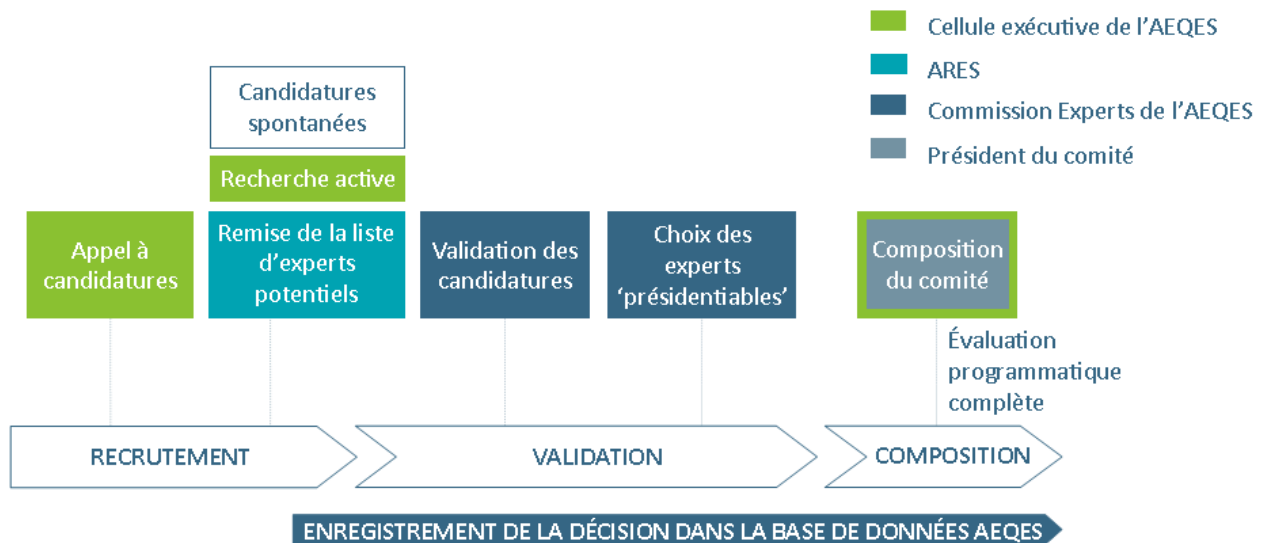 Cellule exécutive de l'AEQES
ARES
Commission Experts de l'AEQES
Président du comité
Candidatures
spontanées
Recherche active
Appel à
candidatures
Remise de la liste
d'experts
potentiels
Validation des
candidatures
Choix des
experts
‘présidentiables’
Composition
du comité
Évaluation
programmatique
complète
RECRUTEMENT
VALIDATION
COMPOSITION
ENREGISTREMENT DE LA DÉCISION DANS LA BASE DE DONNÉES AEQES